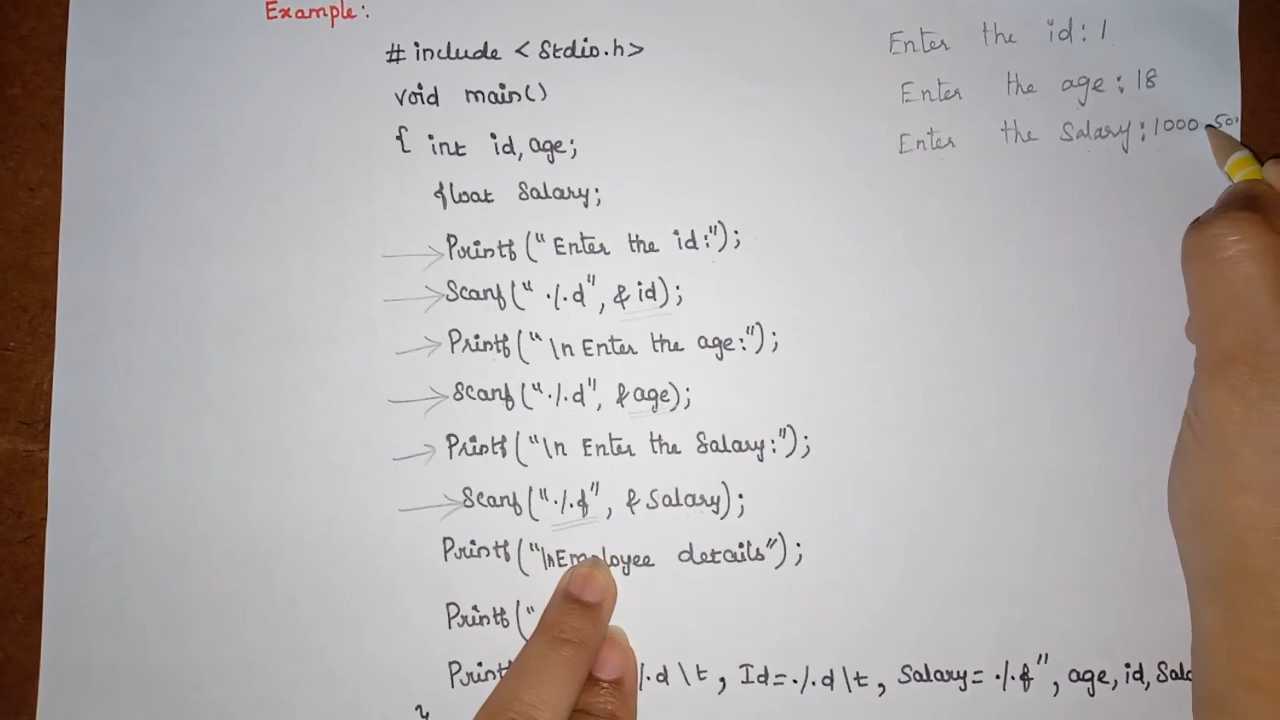 Example:
# include < Stdio.h>
void main()
{ int id, age;
float Salary;
Printf ("Enter the id:");
Scanf(" %d", & id);
Printf("\n Enter the age:");
Scanf("%d", &age);
Printf("\n Enter the Salary:");
Scanf("%f", & Salary);
Printf("\nEmployee details");
Printf("
Print %d \t, Id=%d\t, Salary= %f", age, id, Sala
}
Enter the id: 1
Enter the age: 18
Enter the Salary: 1000.50